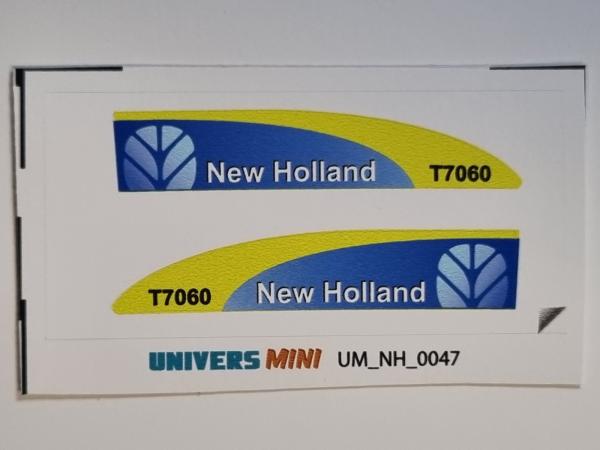 New Holland T7060
T7060 New Holland
UNIVERS MINI UM_NH_0047